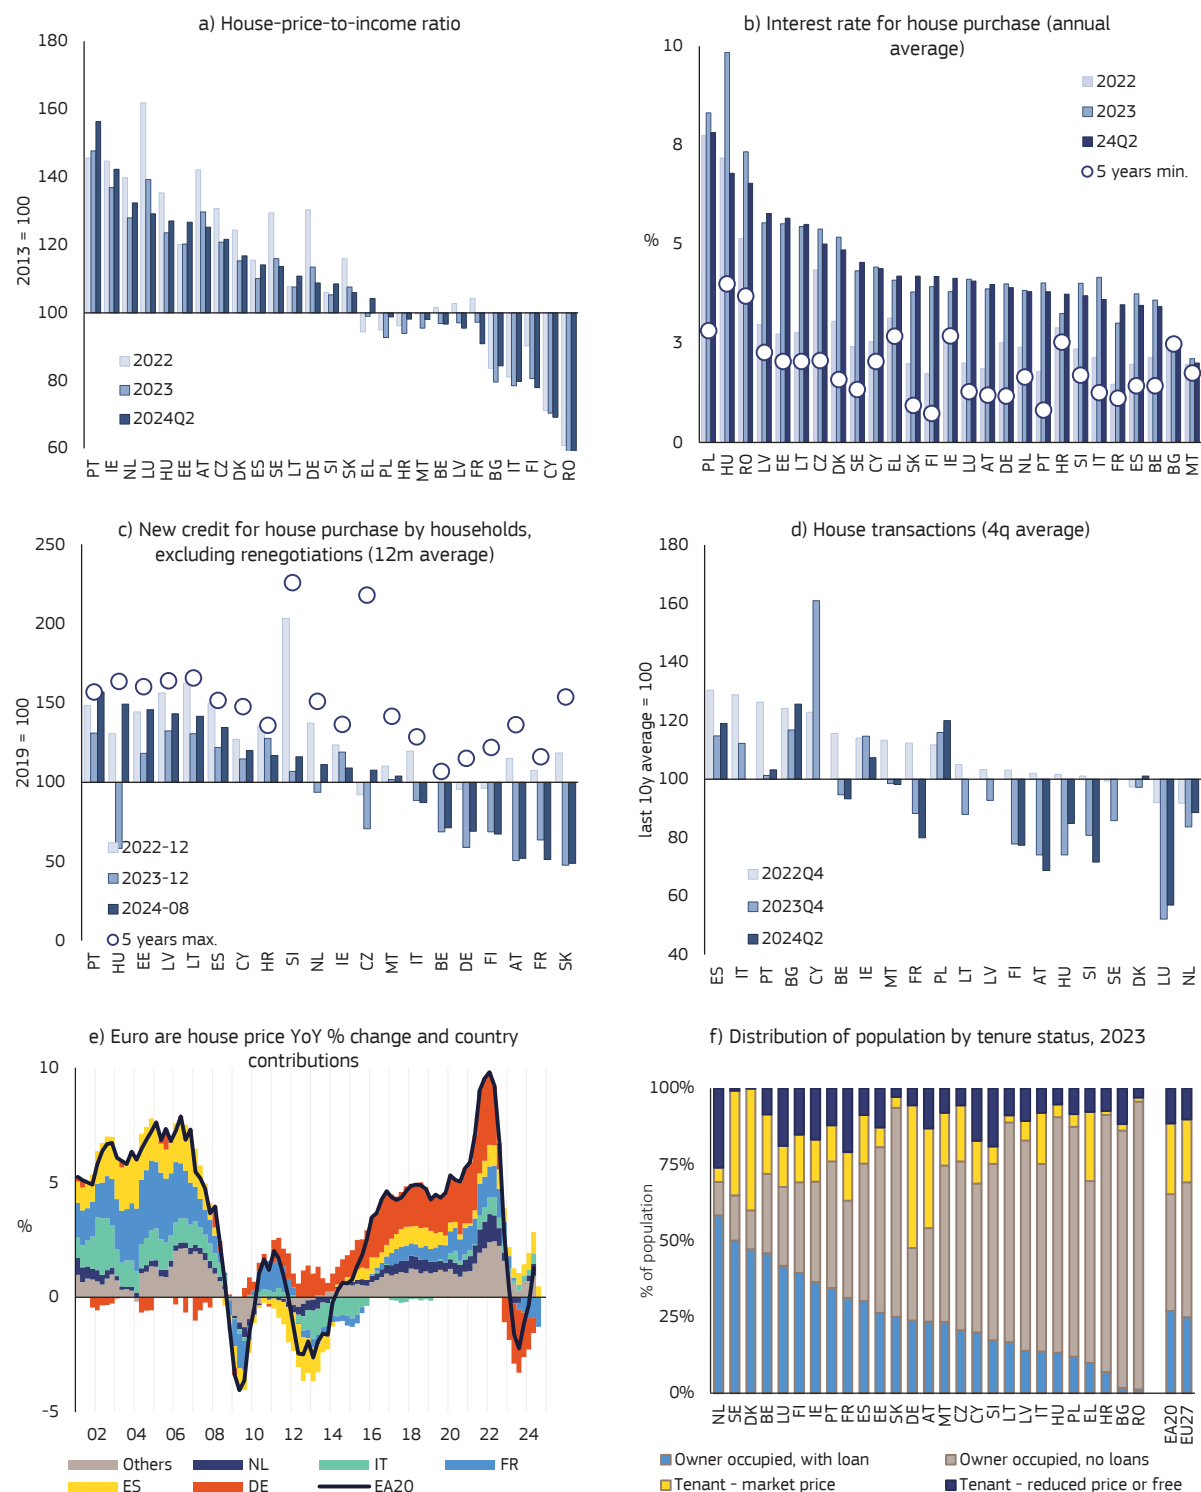 a) House-price-to-income ratio
180
160
140
120
100
80
60
2013 = 100
2022
2023
2024Q2
PT IE NL LU HU EE AT CZ DK ES SE LT DE SI SK EL PL HR MT BE LV FR BG IT FI CY RO
b) Interest rate for house purchase (annual
average)
10
8
5
3
0
%
2022
2023
24Q2
5 years min.
PL HU RO LV EE LT CZ DK SE CY EL SK FI IE LU AT DE NL PT HR SI IT FR ES BE BG MT
c) New credit for house purchase by households,
excluding renegotiations (12m average)
250
200
150
100
50
0
2019 = 100
2022-12
2023-12
2024-08
5 years max.
PT HU EE LV LT ES CY HR SI NL IE CZ MT IT BE DE FI AT FR SK
d) House transactions (4q average)
180
160
140
120
100
80
60
40
last 10y average = 100
2022Q4
2023Q4
2024Q2
ES IT PT BG CY BE IE MT FR PL LT LV FI AT HU SI SE DK LU NL
e) Euro are house price YoY % change and country
contributions
10
5
0
-5
%
02 04 06 08 10 12 14 16 18 20 22 24
Others NL IT FR
ES DE EA20
f) Distribution of population by tenure status, 2023
100%
75%
50%
25%
0%
% of population
NL SE DK BE LU FI IE PT FR ES EE SK DE AT MT CZ CY SI LT LV IT HU PL EL HR BG RO EA20 EU27
Owner occupied, with loan
Owner occupied, no loans
Tenant - market price
Tenant - reduced price or free